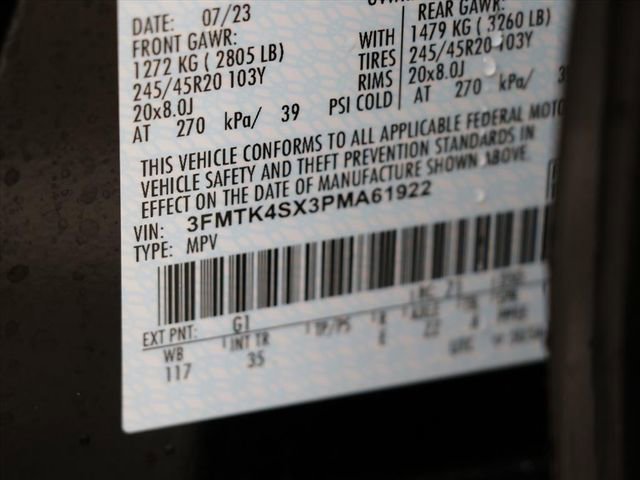 DATE: 07/23
FRONT GAWR:
1272 KG ( 2805 LB)
245/45R20 103Y
20x8.0J
AT 270 kPa/ 39 PSI COLD
WITH
TIRES
RIMS
REAR GAWR:
1479 KG ( 3260 LB)
245/45R20 103Y
20x8.0J
AT 270 kPa/
THIS VEHICLE CONFORMS TO ALL APPLICABLE FEDERAL
VEHICLE SAFETY AND THEFT PREVENTION STANDARDS IN
EFFECT ON THE DATE OF MANUFACTURE SHOWN ABOVE.
VIN: 3FMTK4SX3PMA61922
TYPE: MPV
EXT PNT: G1
WB INT TR TP/PS R
117 35